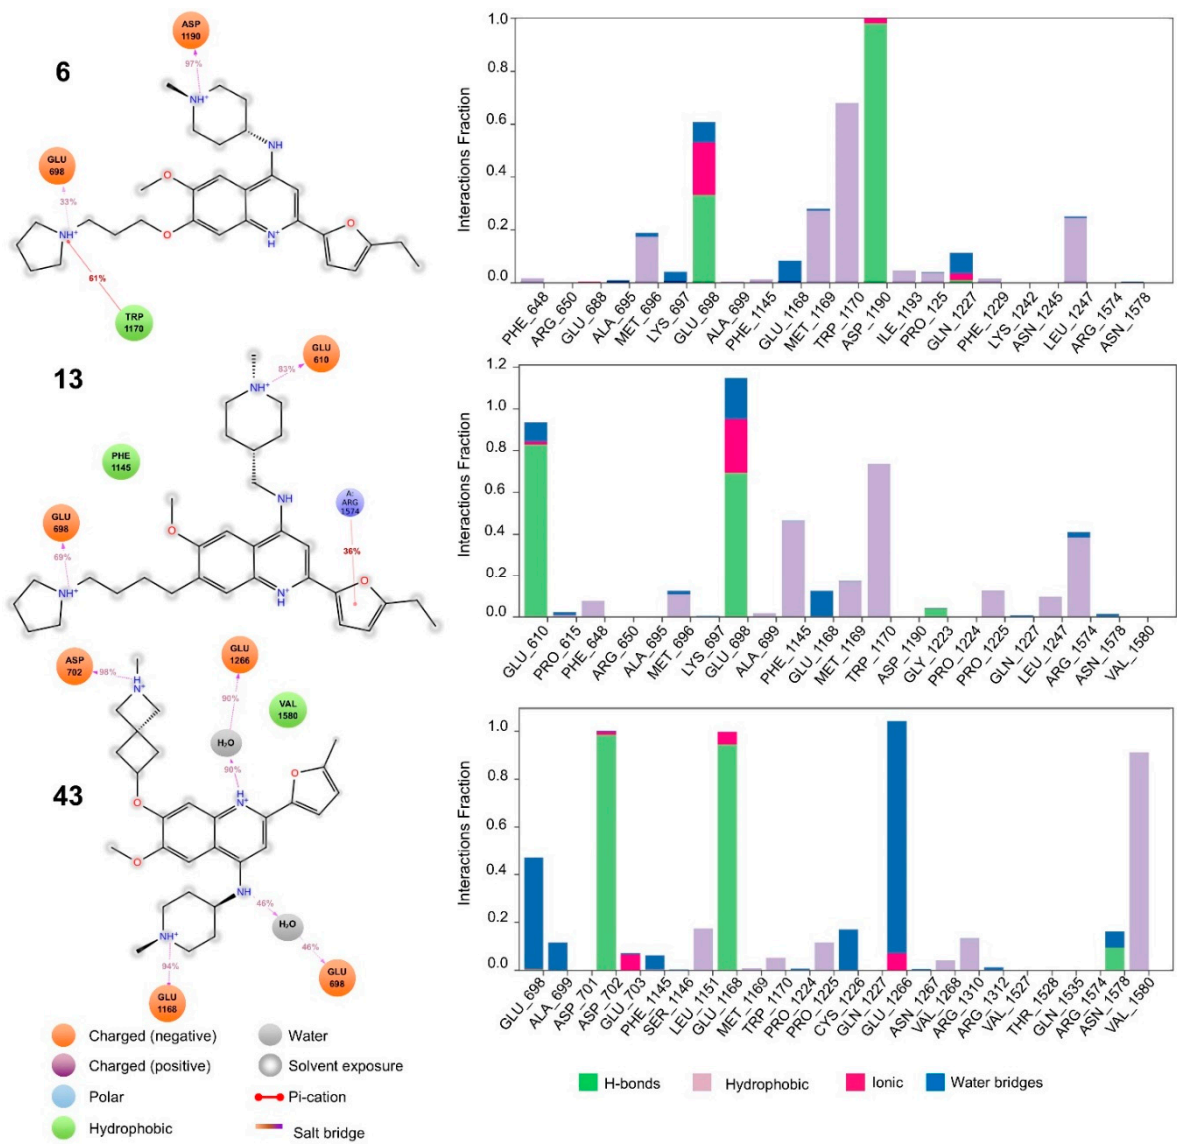 6
ASP
1190
97%
NH⁺
NH
GLU
698
33%
O
NH⁺
O
N⁺
H
O
61%
TRP
1170
Interactions Fraction
1.0
0.8
0.6
0.4
0.2
0.0
PHE_648
ARG_650
GLU_688
ALA_695
MET_696
LYS_697
GLU_698
ALA_699
PHE_1145
GLU_1168
MET_1169
TRP_1170
ASP_1190
ILE_1193
PRO_125
GLN_1227
PHE_1229
LYS_1242
ASN_1245
LEU_1247
ARG_1574
ASN_1578
13
GLU
610
83%
NH⁺
PHE
1145
NH
A:
ARG
1574
GLU
698
69%
O
36%
NH⁺
N⁺
H
O
Interactions Fraction
1.2
1.0
0.8
0.6
0.4
0.2
0.0
GLU_610
PRO_615
PHE_648
ARG_650
ALA_695
MET_696
LYS_697
GLU_698
ALA_699
PHE_1145
GLU_1168
MET_1169
TRP_1170
ASP_1190
GLY_1223
PRO_1224
PRO_1225
GLN_1227
LEU_1247
ARG_1574
ASN_1578
VAL_1580
43
ASP
702
98%
H
N⁺
GLU
1266
90%
VAL
1580
H₂O
90%
H
N⁺
O
O
O
NH
46%
H₂O
46%
NH⁺
94%
GLU
698
GLU
1168
Interactions Fraction
1.0
0.8
0.6
0.4
0.2
0.0
GLU_698
ALA_699
ASP_701
ASP_702
GLU_703
PHE_1145
SER_1146
LEU_1151
GLU_1168
MET_1169
TRP_1170
PRO_1224
PRO_1225
CYS_1226
GLN_1227
GLU_1266
ASN_1267
VAL_1268
ARG_1310
ARG_1312
VAL_1527
THR_1528
GLN_1535
ARG_1574
ASN_1578
VAL_1580
Charged (negative)
Charged (positive)
Polar
Hydrophobic
Water
Solvent exposure
Pi-cation
Salt bridge
H-bonds
Hydrophobic
Ionic
Water bridges